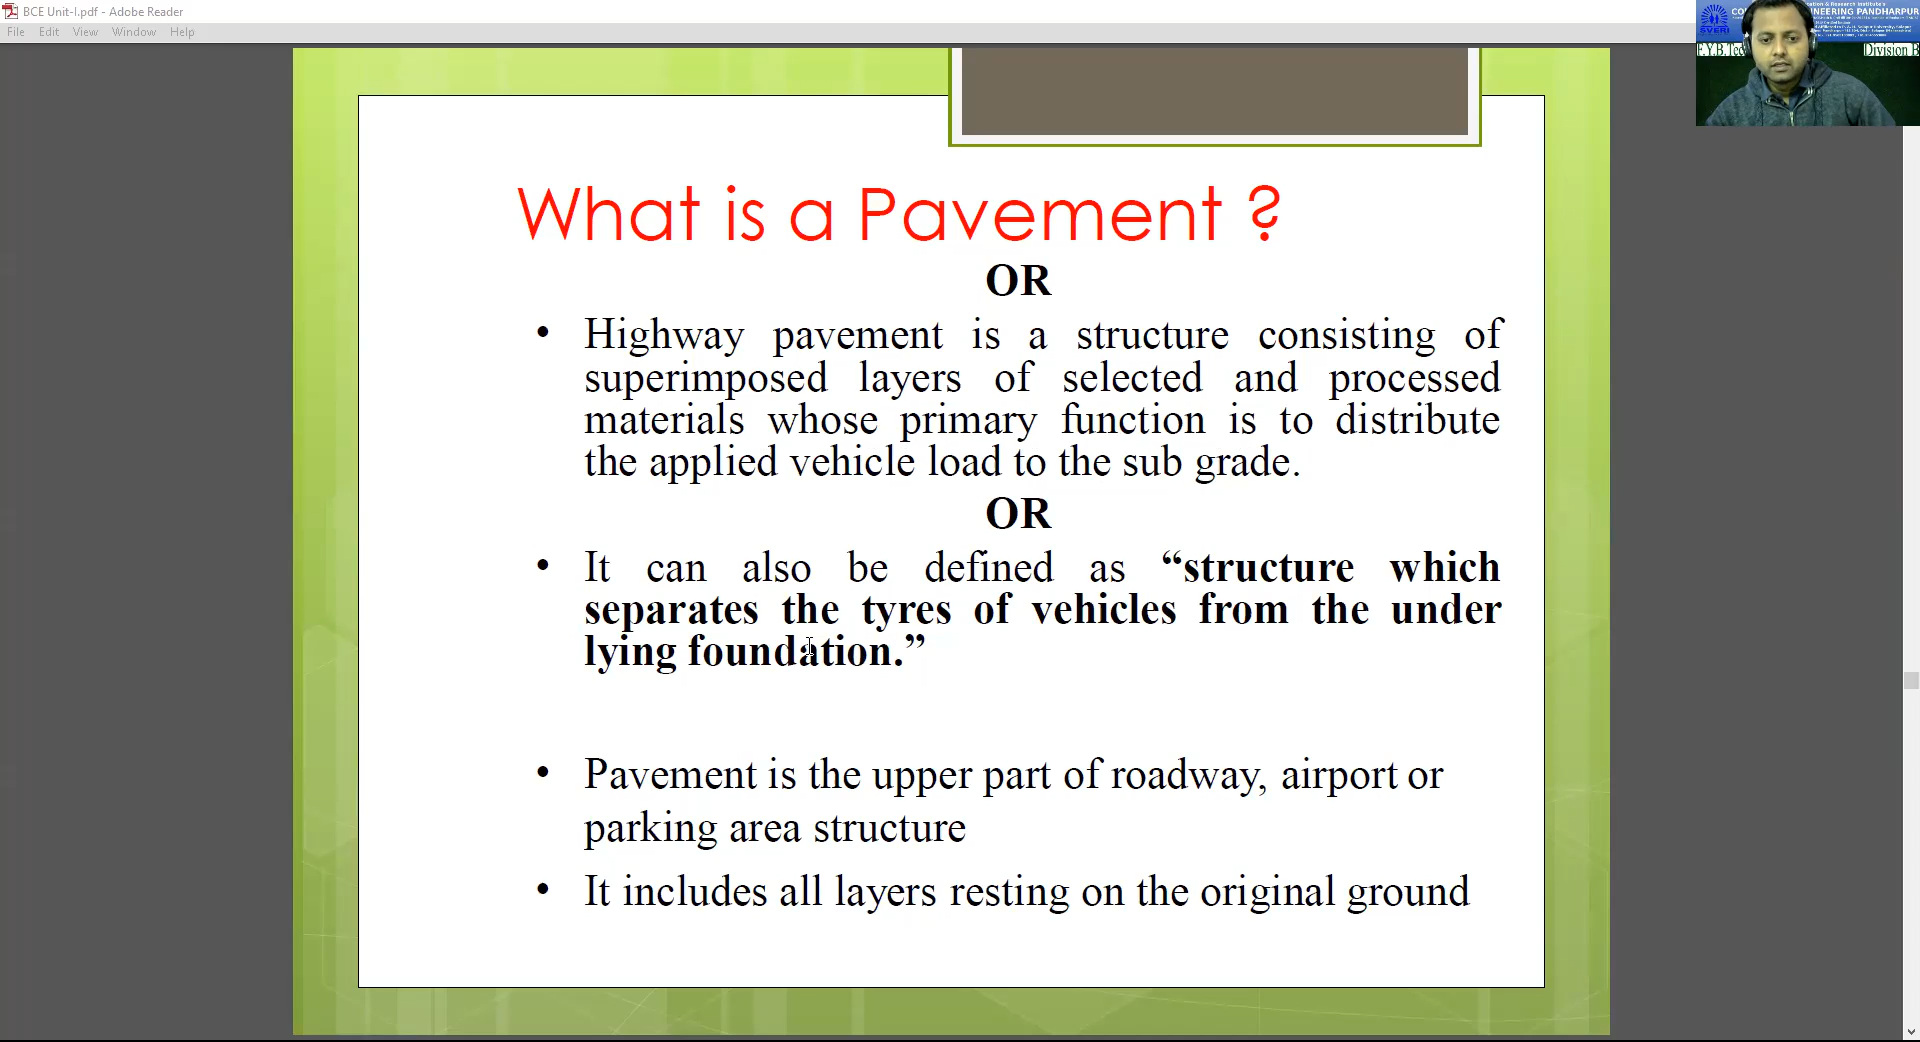 BCE Unit-I.pdf - Adobe Reader
File Edit View Window Help
NEERING PANDHARPUR
SVERI
F.Y.B.Tec
Division B
What is a Pavement ?
OR
• Highway pavement is a structure consisting of
superimposed layers of selected and processed
materials whose primary function is to distribute
the applied vehicle load to the sub grade.
OR
• It can also be defined as “structure which
separates the tyres of vehicles from the under
lying foundation.”
• Pavement is the upper part of roadway, airport or
parking area structure
• It includes all layers resting on the original ground